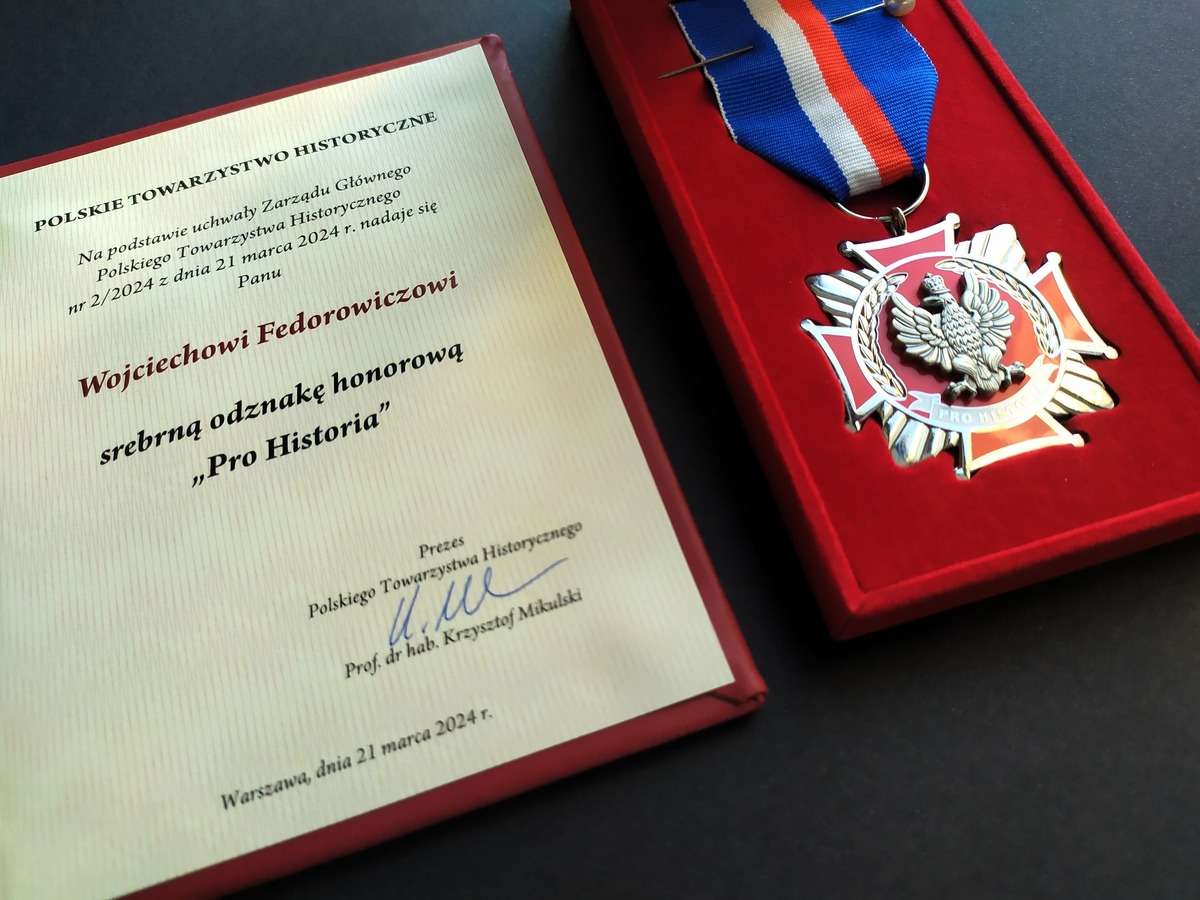 POLSKIE TOWARZYSTWO HISTORYCZNE
Na podstawie uchwały Zarządu Głównego
Polskiego Towarzystwa Historycznego
nr 2/2024 z dnia 21 marca 2024 r. nadaje się
Panu
Wojciechowi Fedorowiczowi
srebrną odznakę honorową
„Pro Historia”
Prezes
Polskiego Towarzystwa Historycznego
Prof. dr hab. Krzysztof Mikulski
Warszawa, dnia 21 marca 2024 r.
PRO HISTORIA